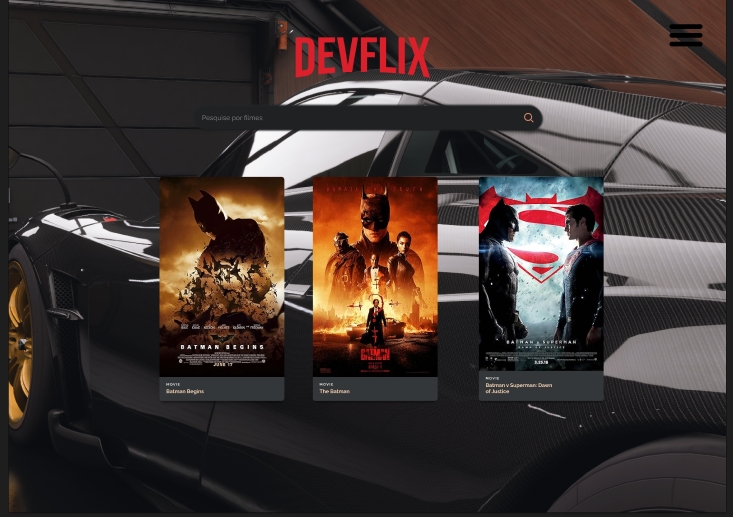 DEVFLIX
Pesquise por filmes
BATMAN BEGINS
JUNE 17
MOVIE
Batman Begins
THE
BATMAN
MOVIE
The Batman
BATMAN v SUPERMAN
DAWN OF JUSTICE
3.25.16
MOVIE
Batman v Superman: Dawn
of Justice